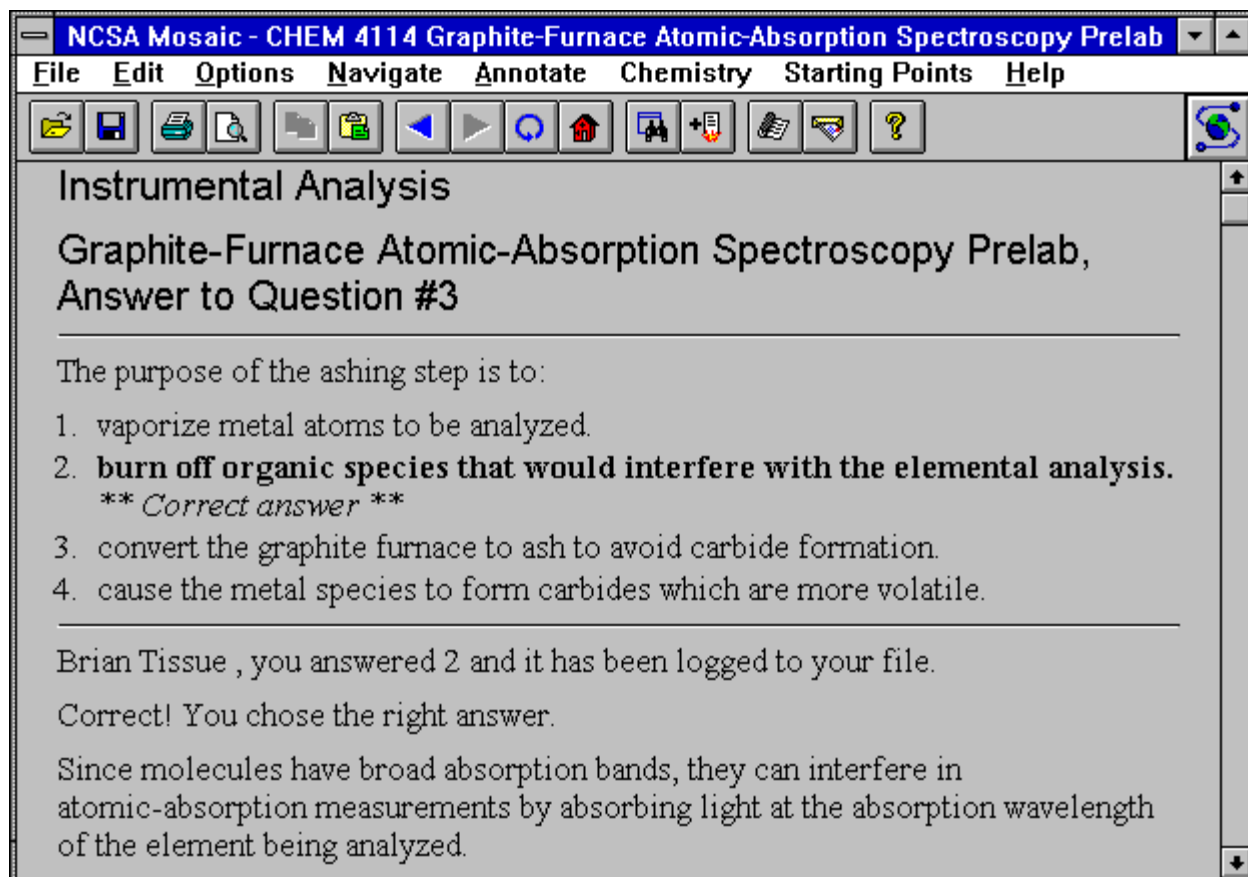 NCSA Mosaic - CHEM 4114 Graphite-Furnace Atomic-Absorption Spectroscopy Prelab
File Edit Options Navigate Annotate Chemistry Starting Points Help
Instrumental Analysis
Graphite-Furnace Atomic-Absorption Spectroscopy Prelab,
Answer to Question #3
The purpose of the ashing step is to:
1. vaporize metal atoms to be analyzed.
2. burn off organic species that would interfere with the elemental analysis.
** Correct answer **
3. convert the graphite furnace to ash to avoid carbide formation.
4. cause the metal species to form carbides which are more volatile.
Brian Tissue , you answered 2 and it has been logged to your file.
Correct! You chose the right answer.
Since molecules have broad absorption bands, they can interfere in
atomic-absorption measurements by absorbing light at the absorption wavelength
of the element being analyzed.